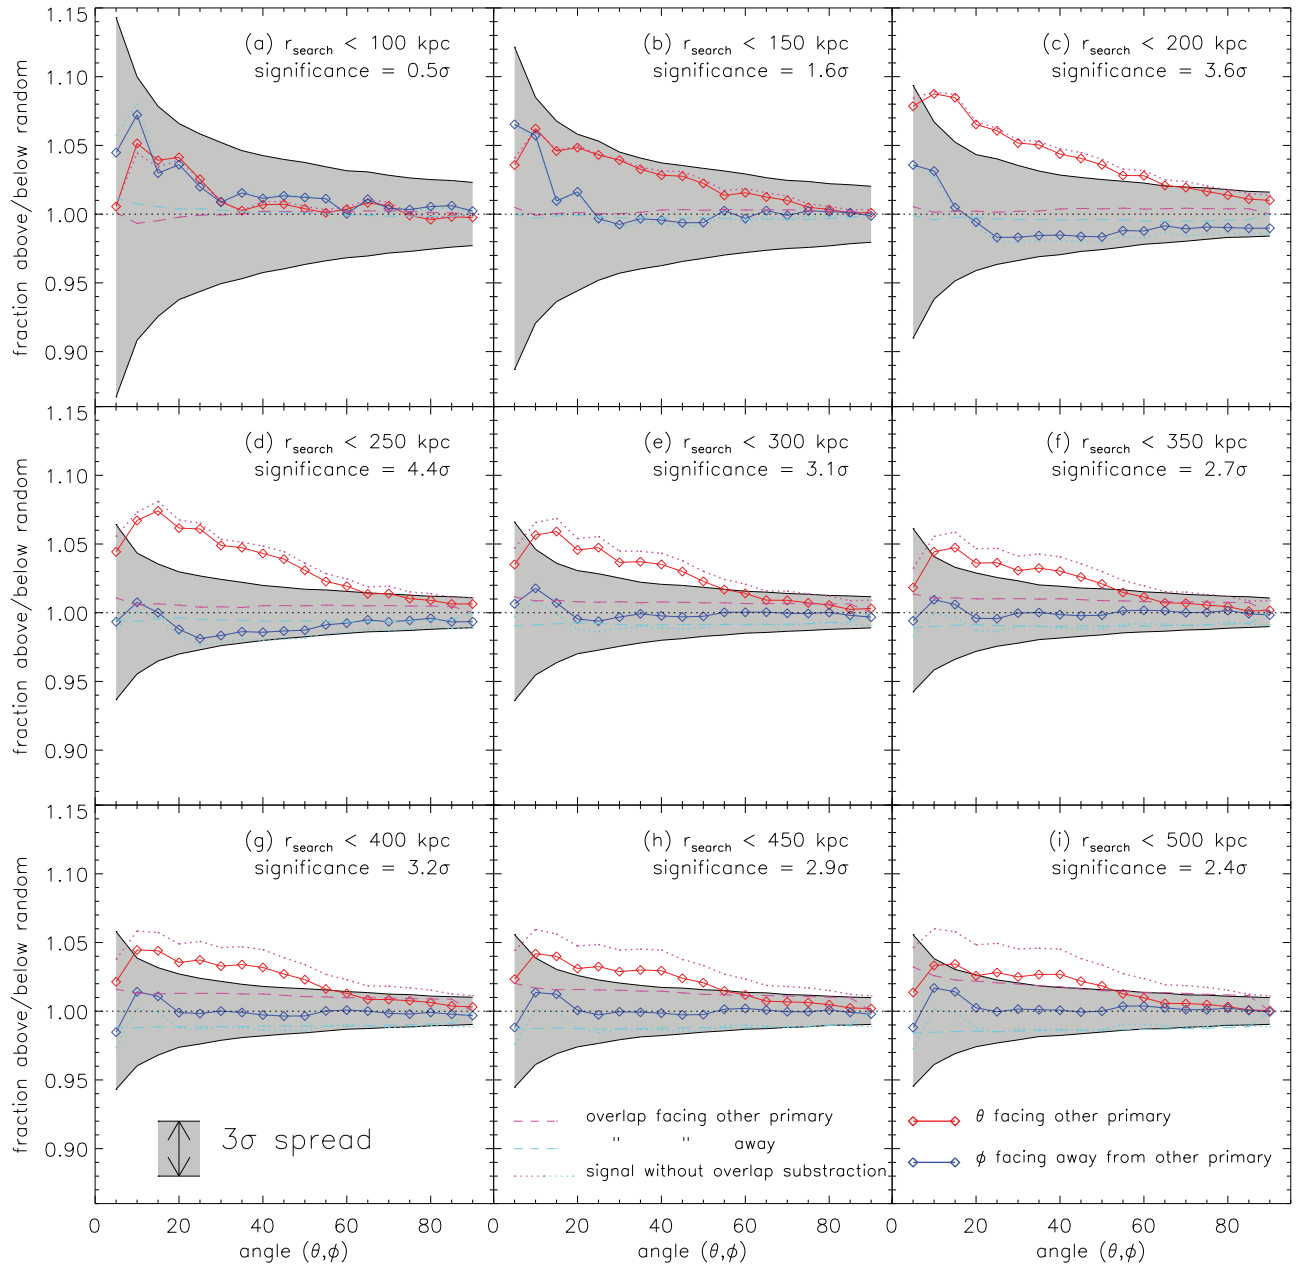 (a) r_search < 100 kpc
significance = 0.5σ
(b) r_search < 150 kpc
significance = 1.6σ
(c) r_search < 200 kpc
significance = 3.6σ
1.15
1.10
1.05
1.00
0.95
0.90
fraction above/below random
(d) r_search < 250 kpc
significance = 4.4σ
(e) r_search < 300 kpc
significance = 3.1σ
(f) r_search < 350 kpc
significance = 2.7σ
1.15
1.10
1.05
1.00
0.95
0.90
fraction above/below random
(g) r_search < 400 kpc
significance = 3.2σ
(h) r_search < 450 kpc
significance = 2.9σ
(i) r_search < 500 kpc
significance = 2.4σ
1.15
1.10
1.05
1.00
0.95
0.90
fraction above/below random
3σ spread
overlap facing other primary
" " away
signal without overlap substraction
θ facing other primary
φ facing away from other primary
0 20 40 60 80
0 20 40 60 80
0 20 40 60 80
angle (θ,φ)
angle (θ,φ)
angle (θ,φ)